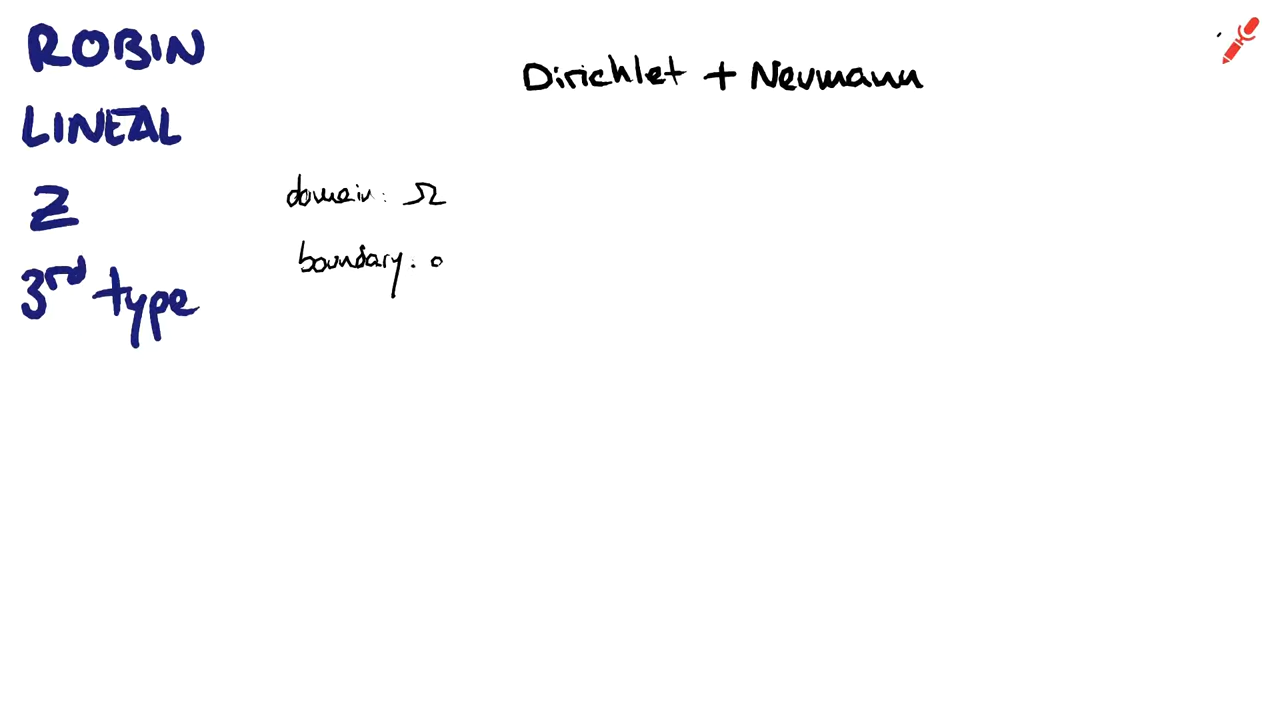 ROBIN
Dirichlet + Neumann
LINEAL
domain: Ω
Z
boundary:
3rd type